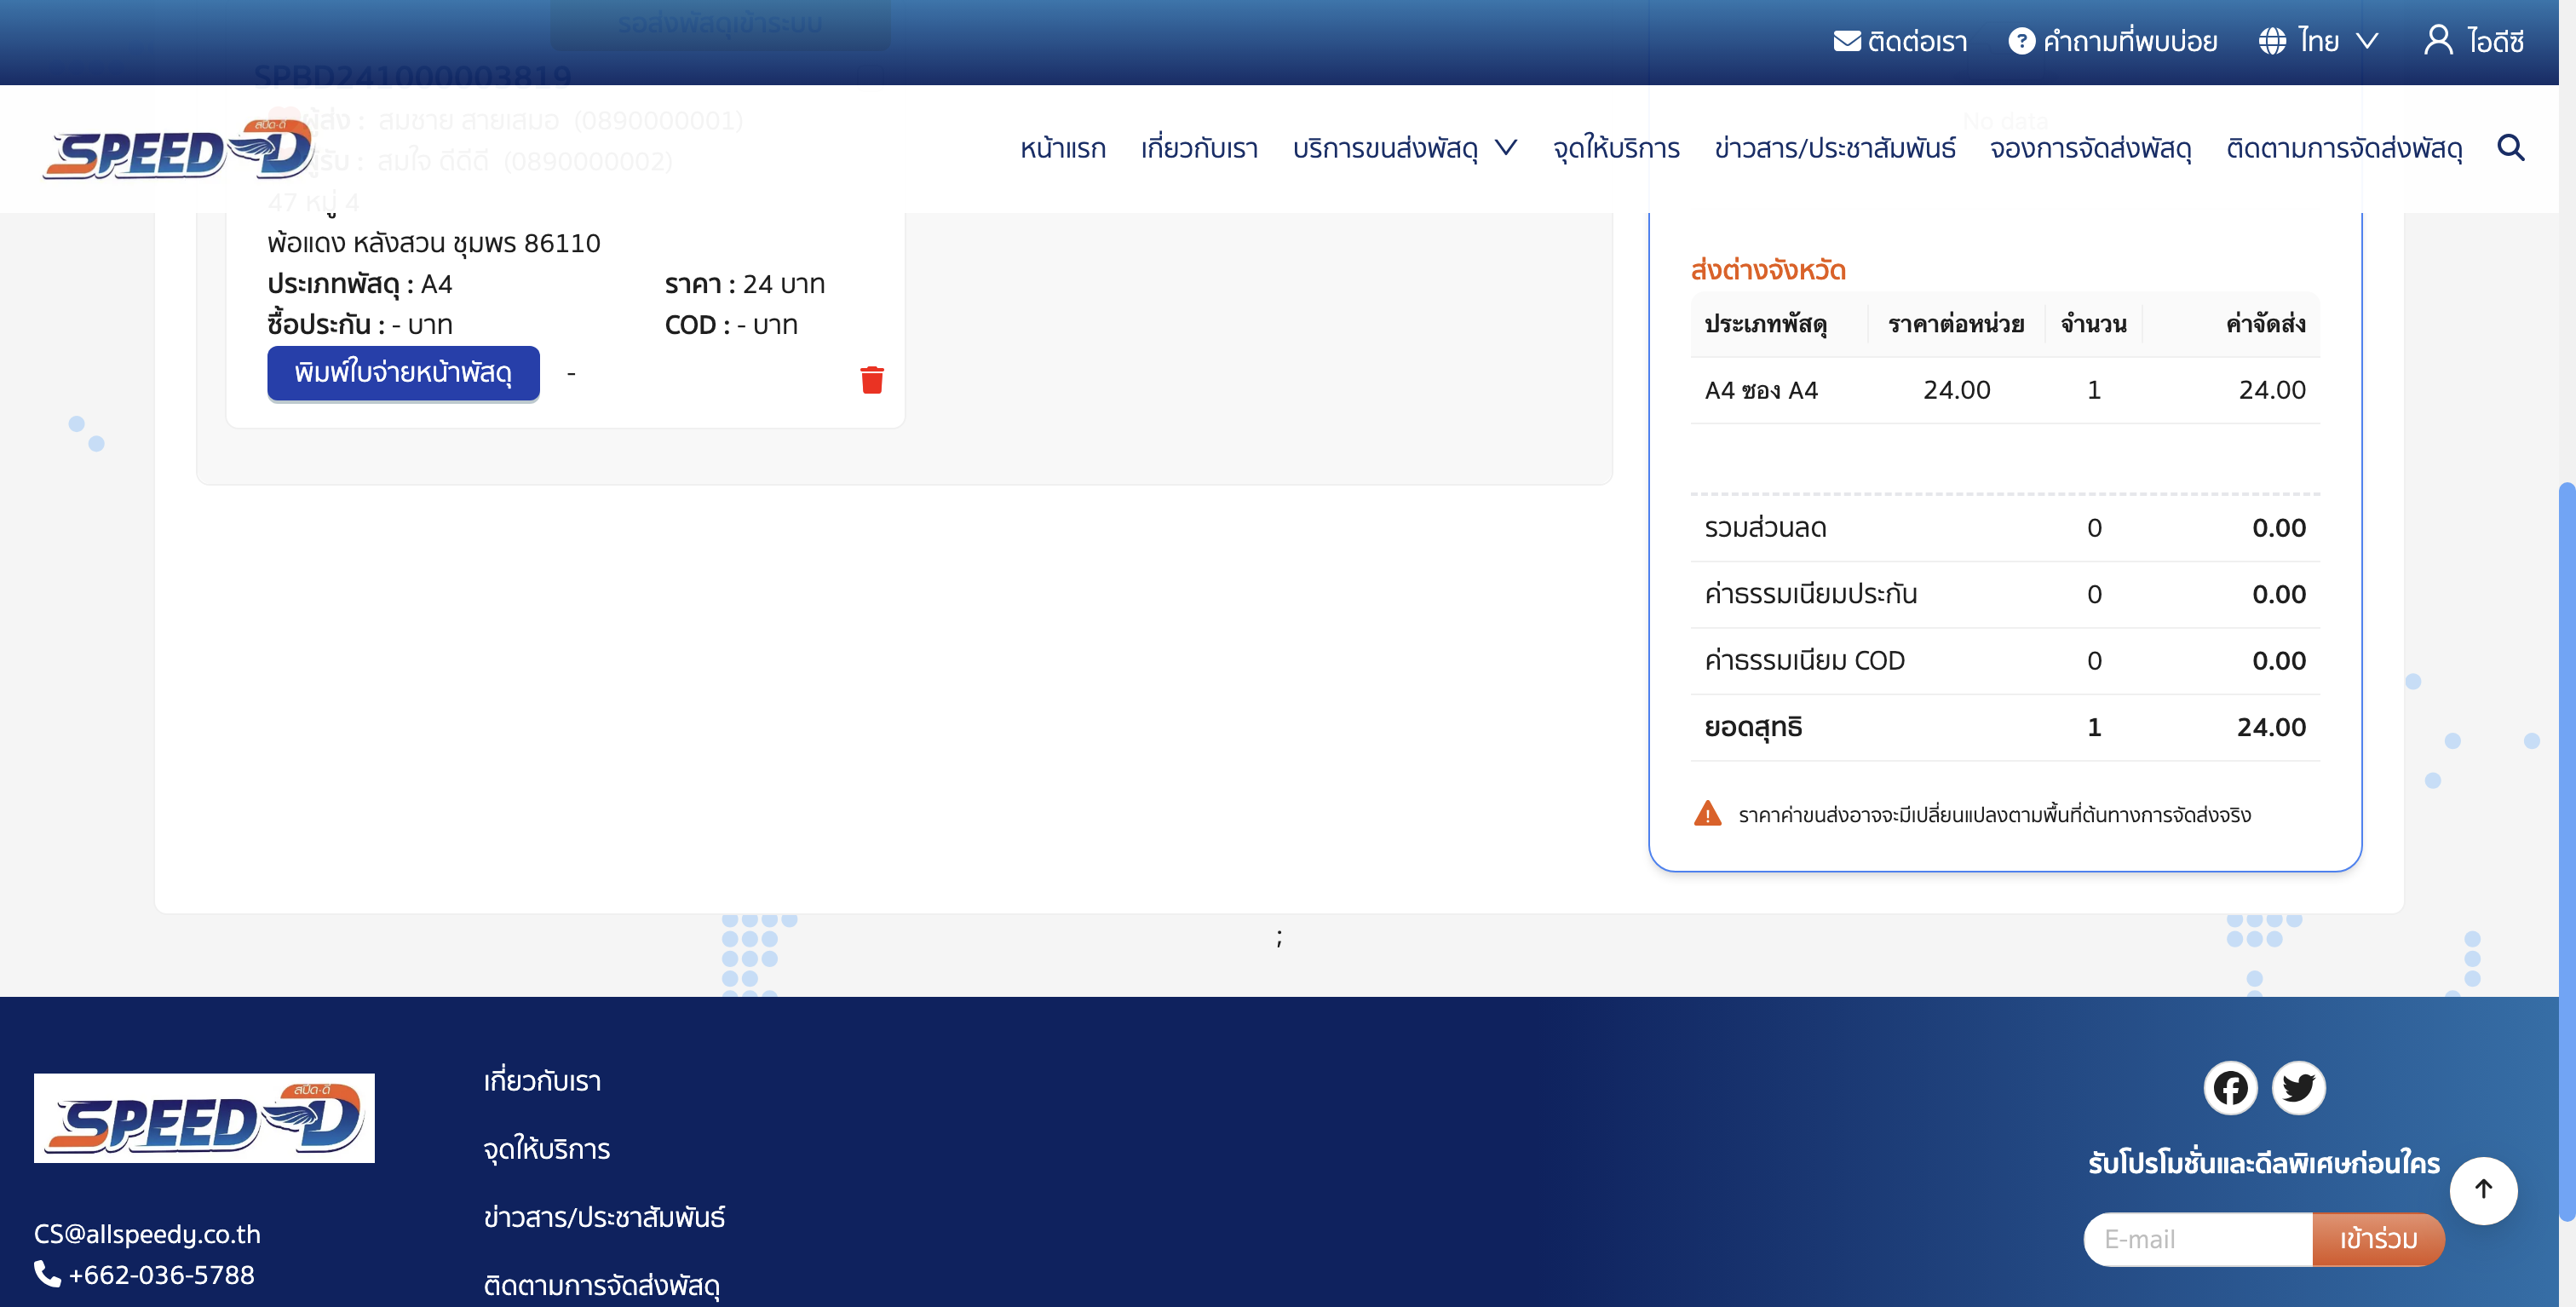 รอส่งพัสดุเข้าระบบ
ติดต่อเรา
คำถามที่พบบ่อย
ไทย
ไอดีซี
SPBD241000003819
สปีด-ดี
SPEED-D
ผู้ส่ง : สมชาย สายเสมอ (0890000001)
ผู้รับ : สมใจ ดีดีดี (0890000002)
47 หมู่ 4
No data
หน้าแรก
เกี่ยวกับเรา
บริการขนส่งพัสดุ
จุดให้บริการ
ข่าวสาร/ประชาสัมพันธ์
จองการจัดส่งพัสดุ
ติดตามการจัดส่งพัสดุ
พ้อแดง หลังสวน ชุมพร 86110
ประเภทพัสดุ : A4
ราคา : 24 บาท
ซื้อประกัน : - บาท
COD : - บาท
พิมพ์ใบจ่ายหน้าพัสดุ
-
ส่งต่างจังหวัด
ประเภทพัสดุ ราคาต่อหน่วย จำนวน ค่าจัดส่ง
A4 ซอง A4 24.00 1 24.00
รวมส่วนลด 0 0.00
ค่าธรรมเนียมประกัน 0 0.00
ค่าธรรมเนียม COD 0 0.00
ยอดสุทธิ 1 24.00
ราคาค่าขนส่งอาจจะมีเปลี่ยนแปลงตามพื้นที่ต้นทางการจัดส่งจริง
;
สปีด-ดี
SPEED-D
CS@allspeedy.co.th
+662-036-5788
เกี่ยวกับเรา
จุดให้บริการ
ข่าวสาร/ประชาสัมพันธ์
ติดตามการจัดส่งพัสดุ
รับโปรโมชั่นและดีลพิเศษก่อนใคร
E-mail
เข้าร่วม